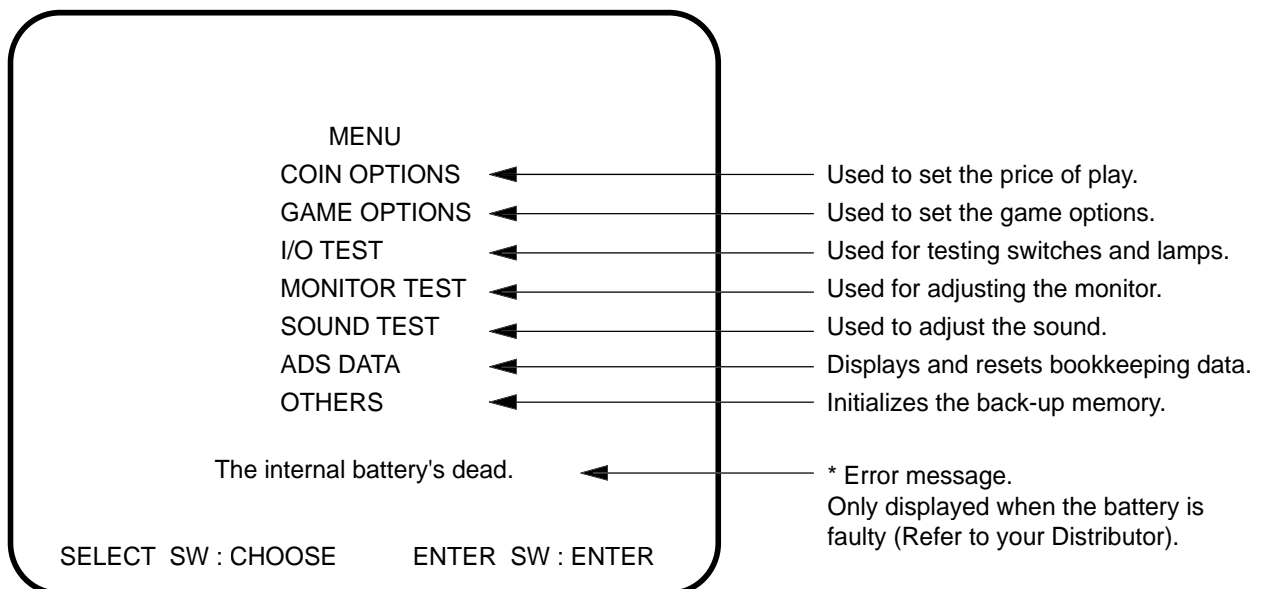 MENU
COIN OPTIONS Used to set the price of play.
GAME OPTIONS Used to set the game options.
I/O TEST Used for testing switches and lamps.
MONITOR TEST Used for adjusting the monitor.
SOUND TEST Used to adjust the sound.
ADS DATA Displays and resets bookkeeping data.
OTHERS Initializes the back-up memory.
The internal battery's dead. * Error message.
Only displayed when the battery is
faulty (Refer to your Distributor).
SELECT SW : CHOOSE ENTER SW : ENTER